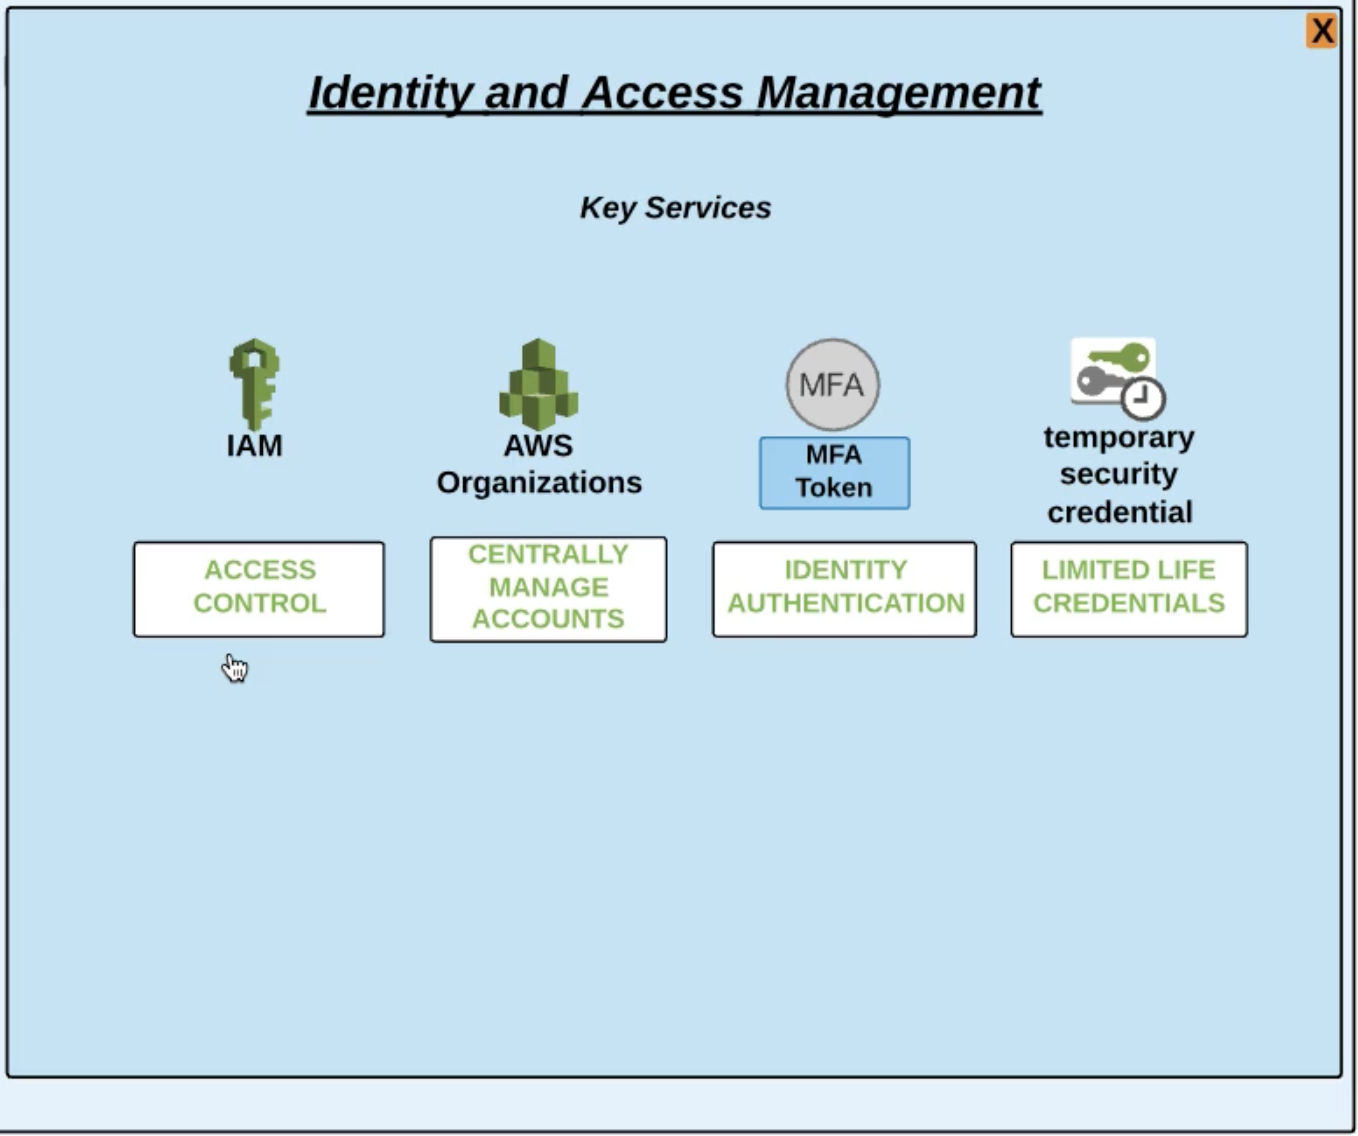 X
Identity and Access Management
Key Services
MFA
IAM
AWS
Organizations
MFA
Token
temporary
security
credential
ACCESS
CONTROL
CENTRALLY
MANAGE
ACCOUNTS
IDENTITY
AUTHENTICATION
LIMITED LIFE
CREDENTIALS